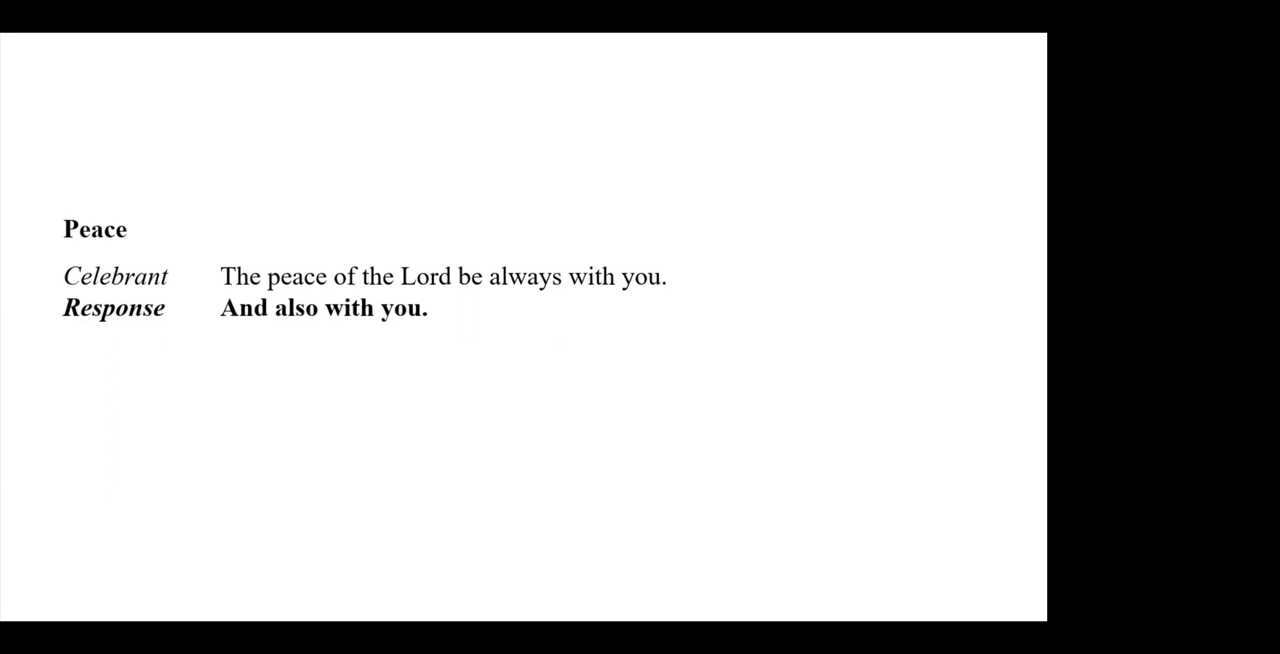 Peace
Celebrant The peace of the Lord be always with you.
Response And also with you.